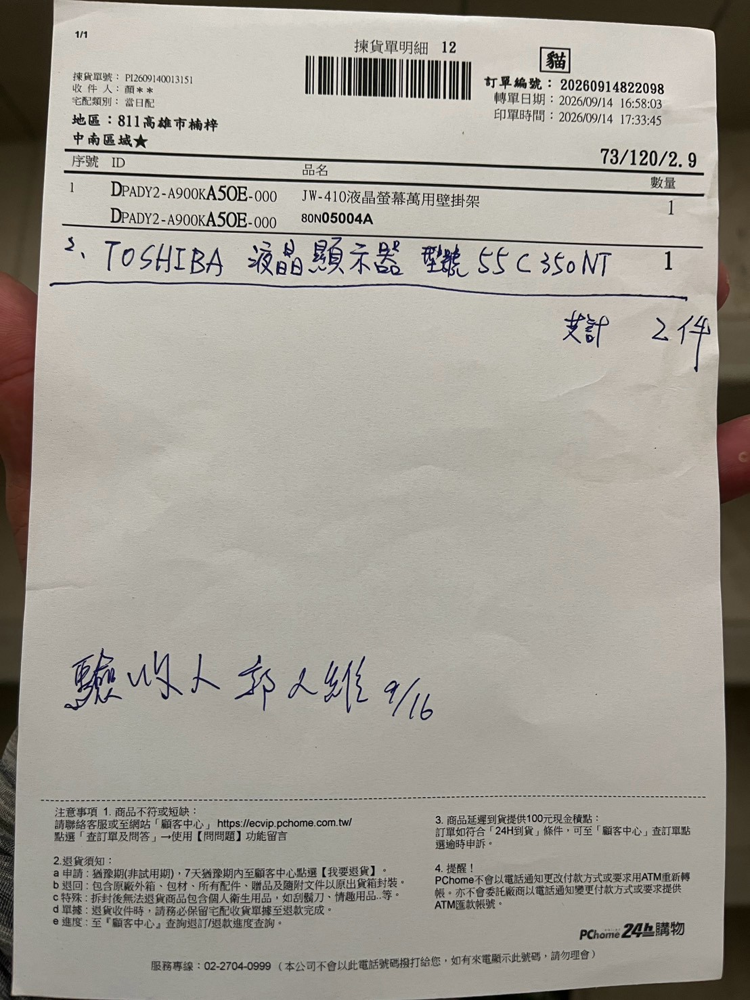 1/1
揀貨單明細 12
貓
揀貨單號： PI2609140013151
收 件 人：顏＊＊
宅配類別： 當日配
地區：811高雄市楠梓
中南區域★
訂單編號： 20260914822098
轉單日期： 2026/09/14 16:58:03
印單時間： 2026/09/14 17:33:45
73/120/2.9
序號 ID 品名 數量
1 DPADY2-A900KA5OE-000 JW-410液晶螢幕萬用壁掛架 1
DPADY2-A900KA5OE-000 80N05004A
2、TOSHIBA 液晶顯示器 型號 55C350NT 1
共計 2件
驗收人 郭 維 9/16
注意事項 1. 商品不符或短缺：
請聯絡客服或至網站「顧客中心」 https://ecvip.pchome.com.tw/
點選「查訂單及問答」→使用【問問題】功能留言
2.退貨須知：
a 申請：猶豫期(非試用期)，7天猶豫期內至顧客中心點選【我要退貨】。
b 退回：包含原廠外箱、包材、所有配件、贈品及隨附文件以原出貨箱封裝。
c 特殊：拆封後無法退貨商品包含個人衛生用品，如刮鬍刀、情趣用品..等。
d 單據：退貨收件時，請務必保留宅配收貨單據至退款完成。
e 進度：至『顧客中心』查詢退訂/退款進度查詢。
3. 商品延遲到貨提供100元現金積點：
訂單如符合「24H到貨」條件，可至「顧客中心」查訂單點
選逾時申訴。
4. 提醒！
PChome不會以電話通知更改付款方式或要求用ATM重新轉
帳。亦不會委託廠商以電話通知變更付款方式或要求提供
ATM匯款帳號。
PChome 24h購物
服務專線：02-2704-0999 （本公司不會以此電話號碼撥打給您，如有來電顯示此號碼，請勿理會）